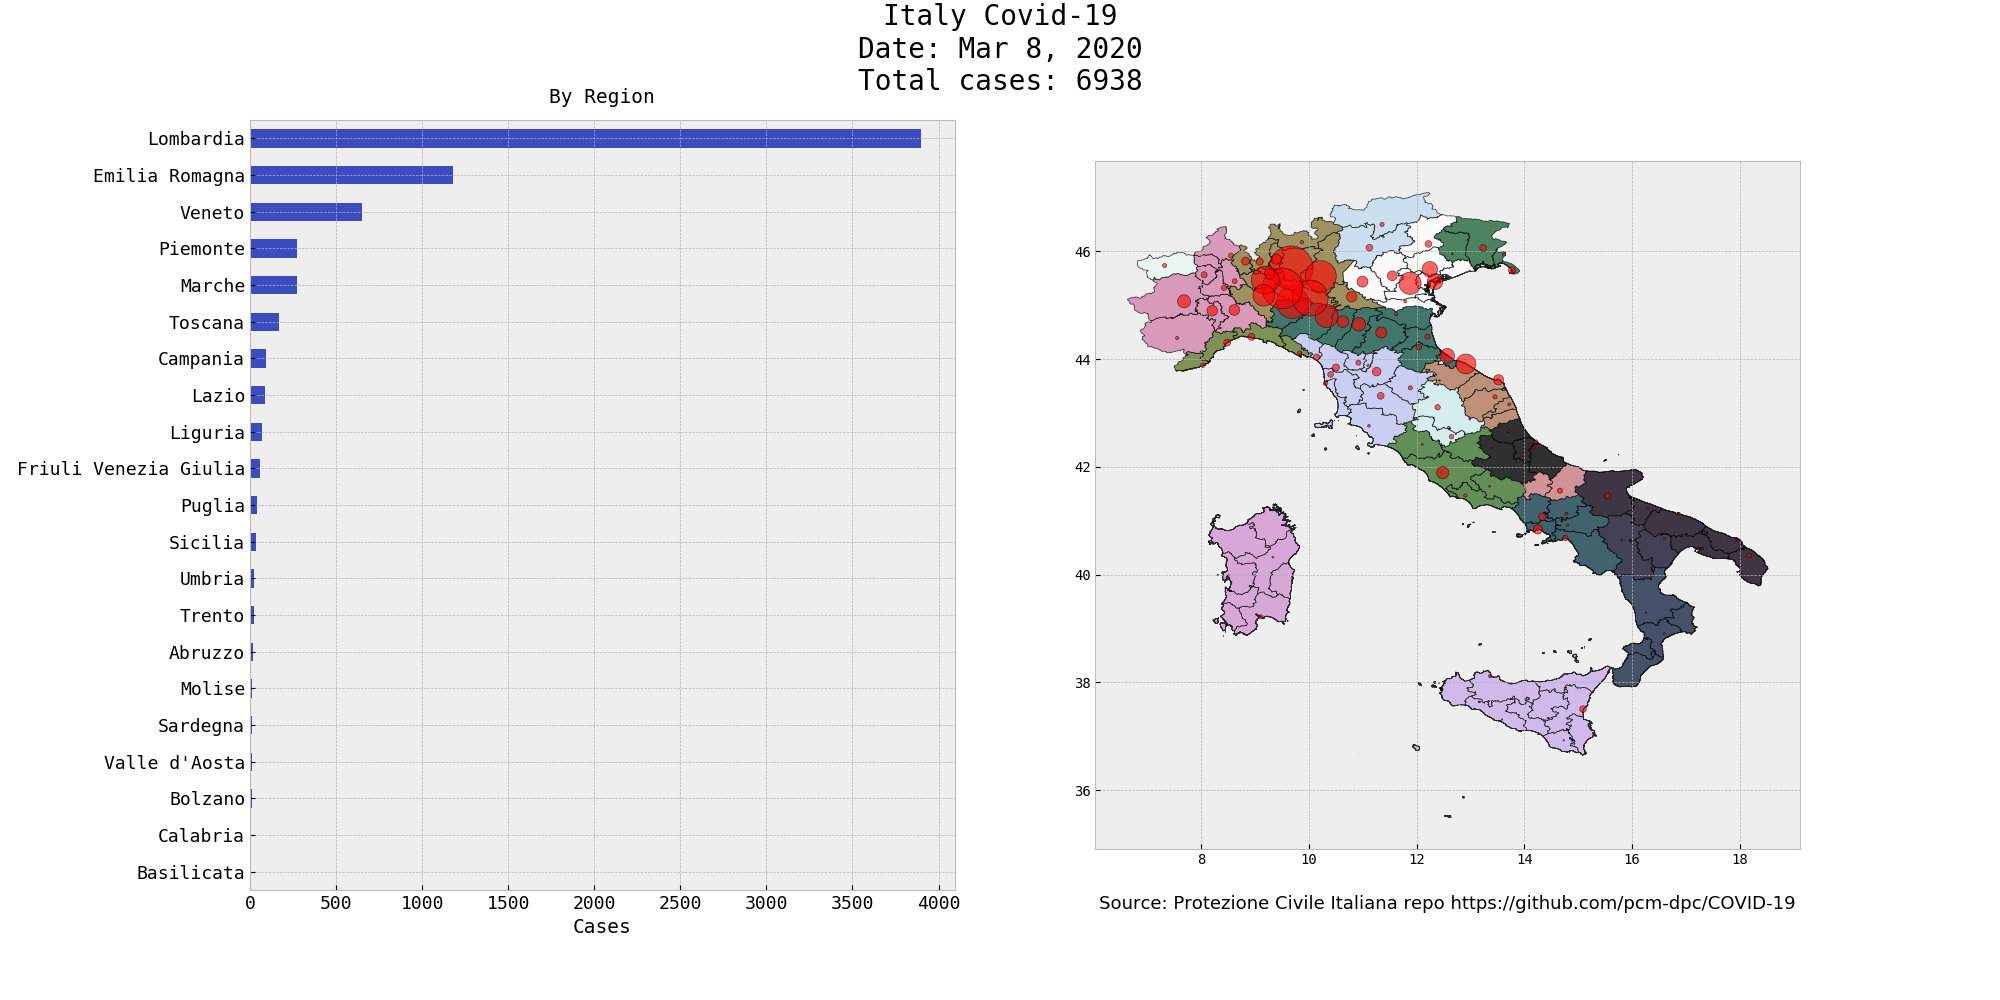 Italy Covid-19
Date: Mar 8, 2020
Total cases: 6938
By Region
Lombardia
Emilia Romagna
Veneto
Piemonte
Marche
Toscana
Campania
Lazio
Liguria
Friuli Venezia Giulia
Puglia
Sicilia
Umbria
Trento
Abruzzo
Molise
Sardegna
Valle d'Aosta
Bolzano
Calabria
Basilicata
0 500 1000 1500 2000 2500 3000 3500 4000
Cases
46
44
42
40
38
36
8 10 12 14 16 18
Source: Protezione Civile Italiana repo https://github.com/pcm-dpc/COVID-19